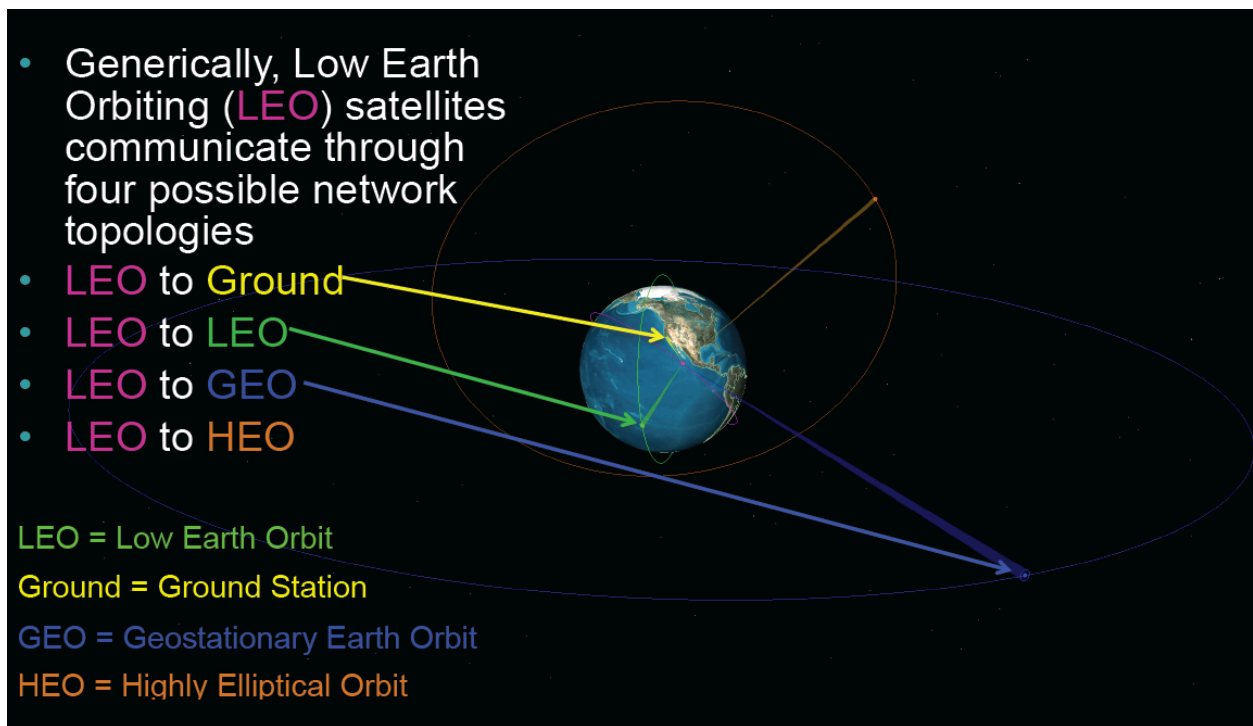 • Generically, Low Earth
Orbiting (LEO) satellites
communicate through
four possible network
topologies
• LEO to Ground
• LEO to LEO
• LEO to GEO
• LEO to HEO
LEO = Low Earth Orbit
Ground = Ground Station
GEO = Geostationary Earth Orbit
HEO = Highly Elliptical Orbit